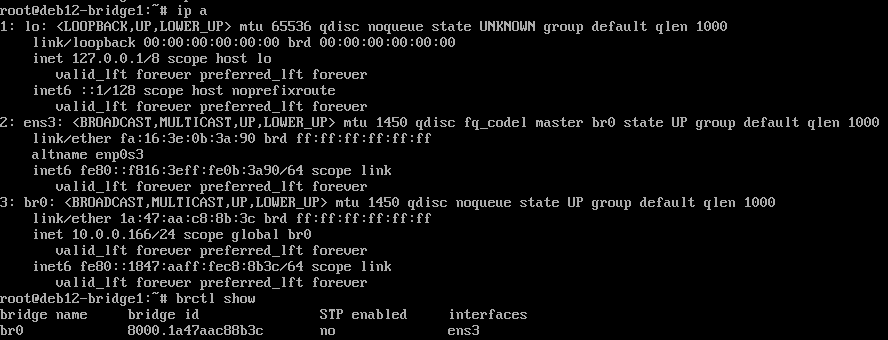 root@deb12-bridge1:~# ip a
1: lo: <LOOPBACK,UP,LOWER_UP> mtu 65536 qdisc noqueue state UNKNOWN group default qlen 1000
    link/loopback 00:00:00:00:00:00 brd 00:00:00:00:00:00
    inet 127.0.0.1/8 scope host lo
       valid_lft forever preferred_lft forever
    inet6 ::1/128 scope host noprefixroute
       valid_lft forever preferred_lft forever
2: ens3: <BROADCAST,MULTICAST,UP,LOWER_UP> mtu 1450 qdisc fq_codel master br0 state UP group default qlen 1000
    link/ether fa:16:3e:0b:3a:90 brd ff:ff:ff:ff:ff:ff
    altname enp0s3
    inet6 fe80::f816:3eff:fe0b:3a90/64 scope link
       valid_lft forever preferred_lft forever
3: br0: <BROADCAST,MULTICAST,UP,LOWER_UP> mtu 1450 qdisc noqueue state UP group default qlen 1000
    link/ether 1a:47:aa:c8:8b:3c brd ff:ff:ff:ff:ff:ff
    inet 10.0.0.166/24 scope global br0
       valid_lft forever preferred_lft forever
    inet6 fe80::1847:aaff:fec8:8b3c/64 scope link
       valid_lft forever preferred_lft forever
root@deb12-bridge1:~# brctl show
bridge name     bridge id               STP enabled     interfaces
br0             8000.1a47aac88b3c       no              ens3